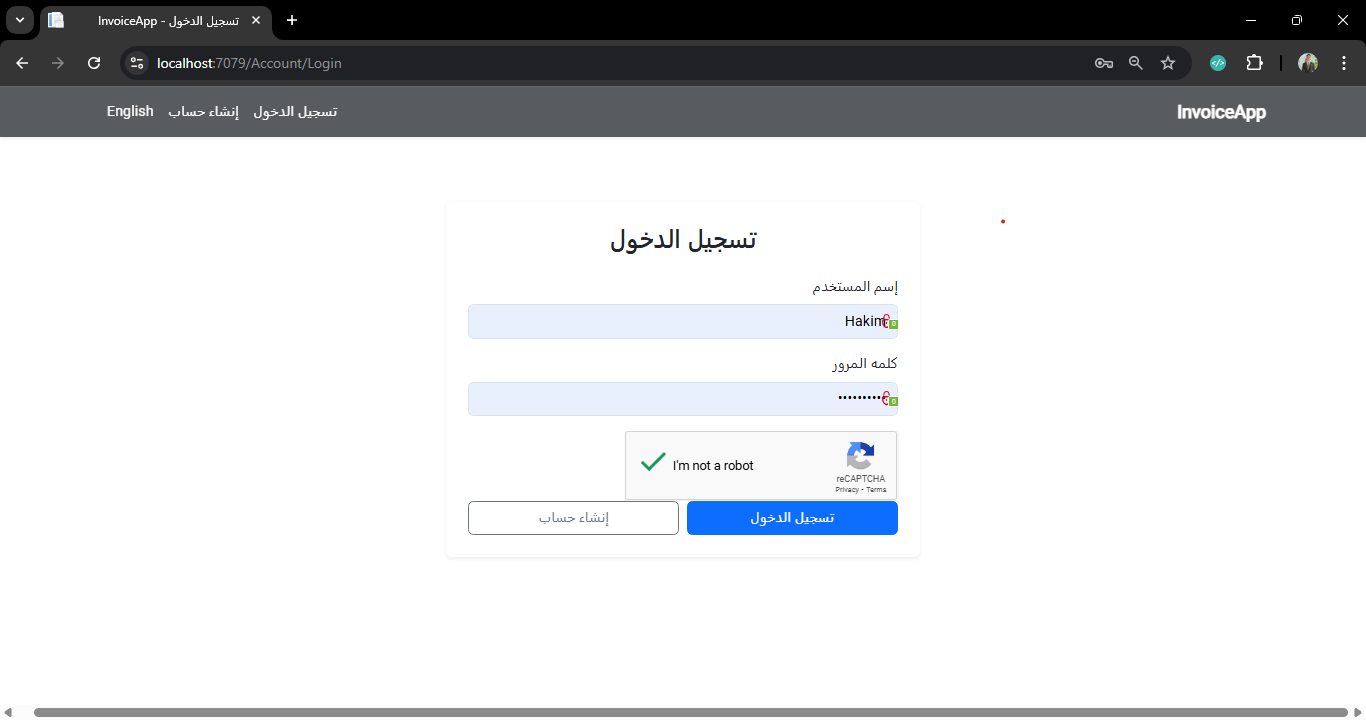 InvoiceApp - تسجيل الدخول
localhost:7079/Account/Login
InvoiceApp
تسجيل الدخول
إنشاء حساب
English
تسجيل الدخول
إسم المستخدم
Hakim
كلمه المرور
•••••••••
I'm not a robot
reCAPTCHA
Privacy - Terms
تسجيل الدخول
إنشاء حساب